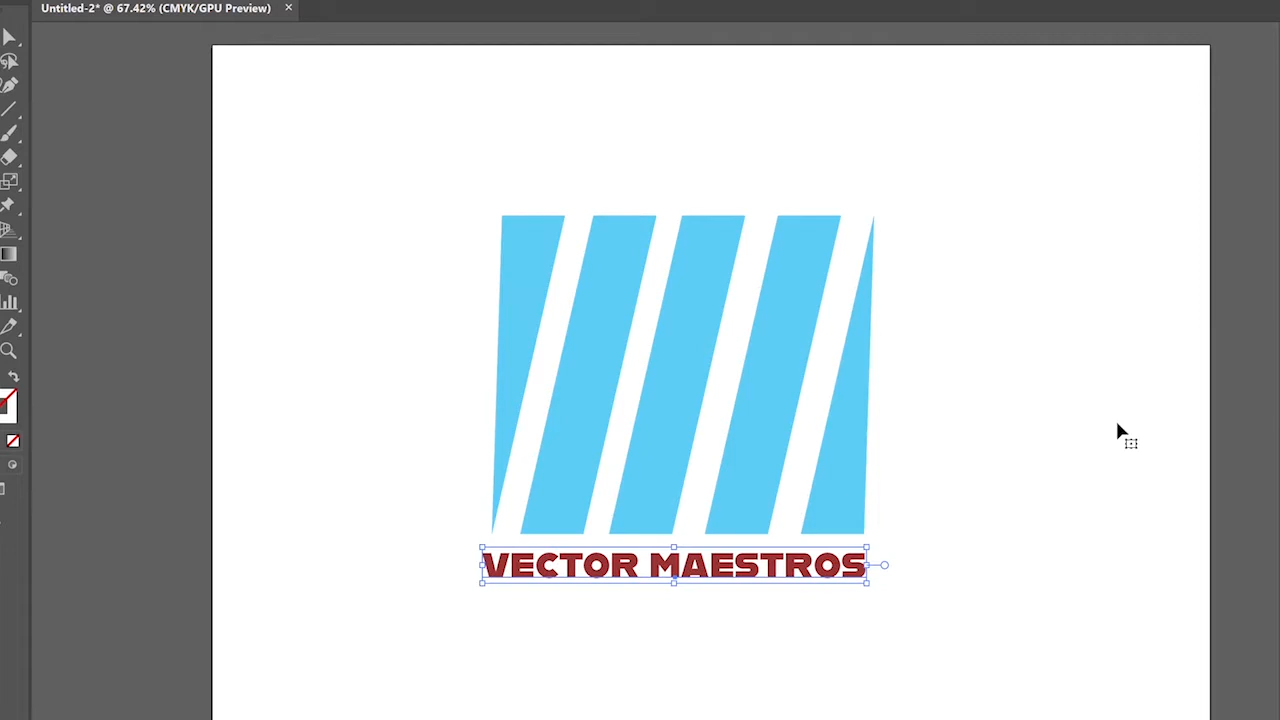 Untitled-2* @ 67.42% (CMYK/GPU Preview)
VECTOR MAESTROS